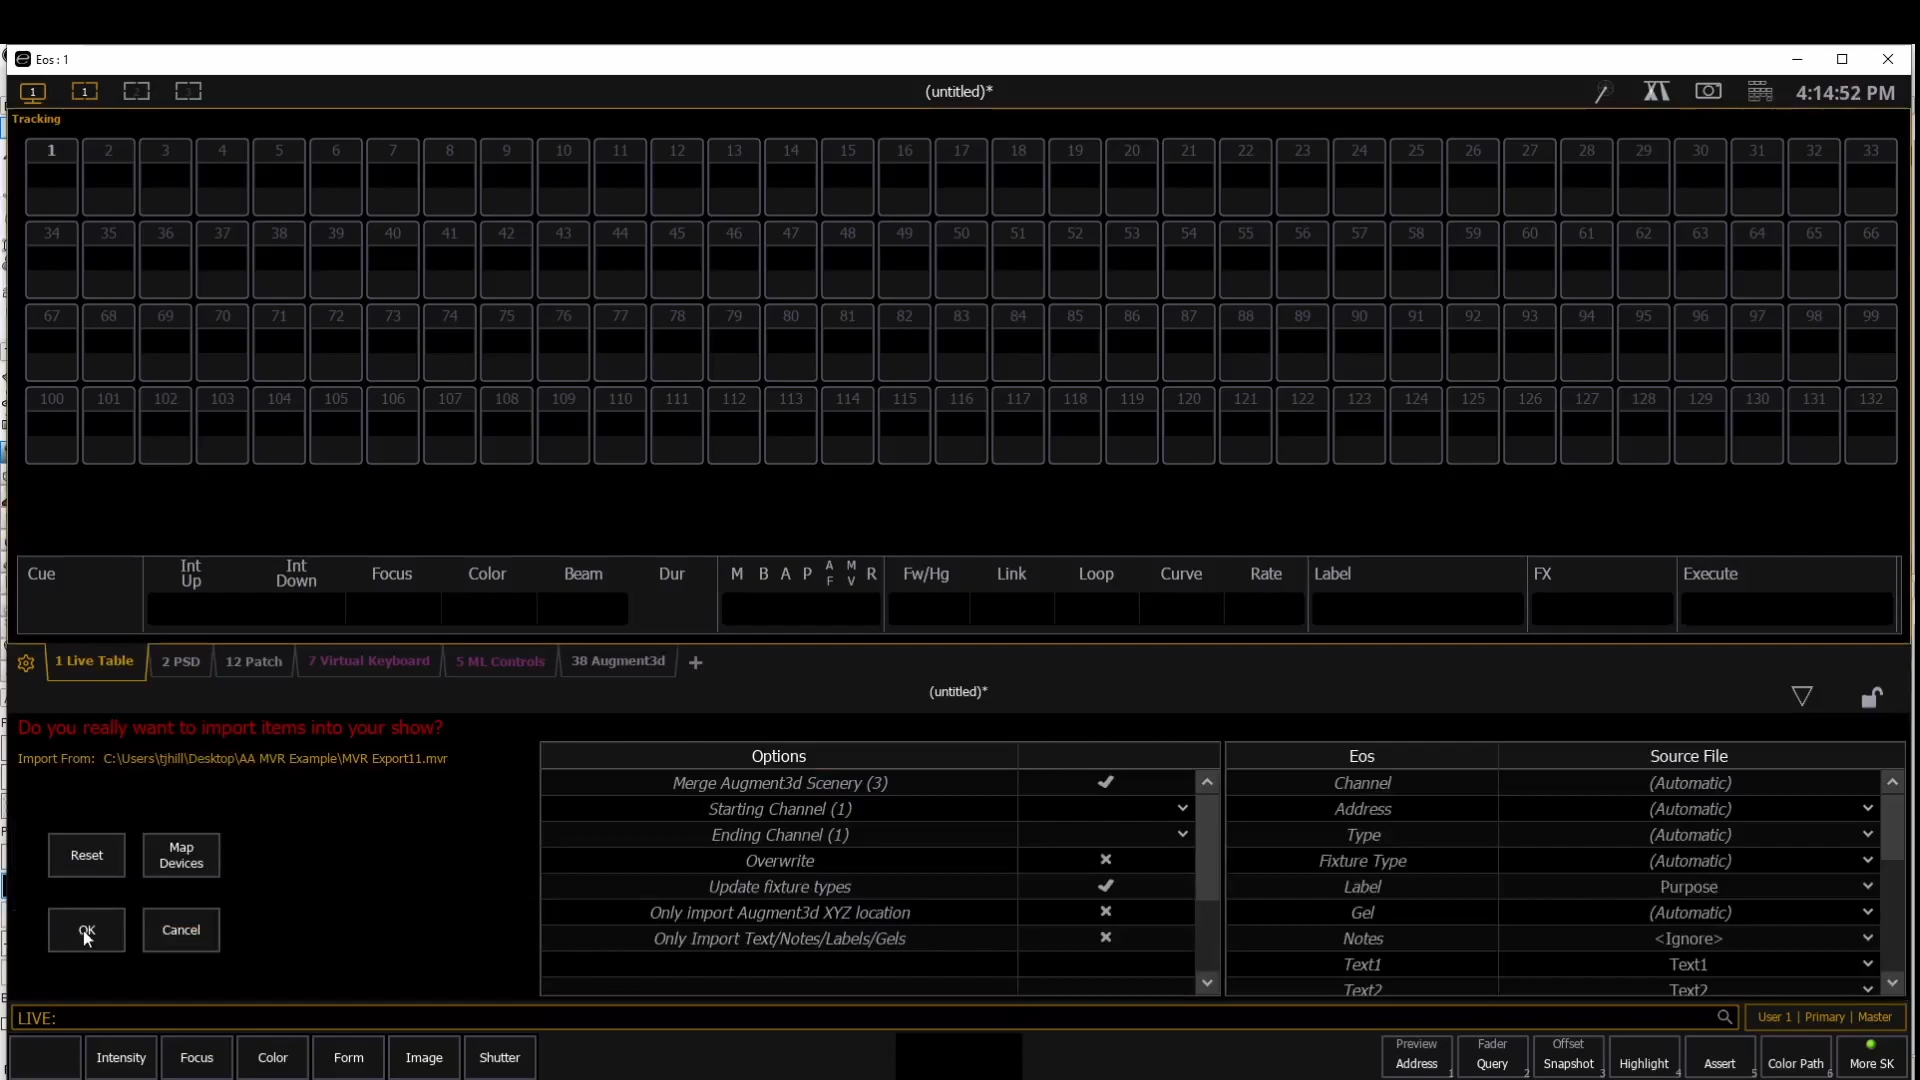 Eos : 1
1 1 2 3 (untitled)* 4:14:52 PM
Tracking
1 2 3 4 5 6 7 8 9 10 11 12 13 14 15 16 17 18 19 20 21 22 23 24 25 26 27 28 29 30 31 32 33
34 35 36 37 38 39 40 41 42 43 44 45 46 47 48 49 50 51 52 53 54 55 56 57 58 59 60 61 62 63 64 65 66
67 68 69 70 71 72 73 74 75 76 77 78 79 80 81 82 83 84 85 86 87 88 89 90 91 92 93 94 95 96 97 98 99
100 101 102 103 104 105 106 107 108 109 110 111 112 113 114 115 116 117 118 119 120 121 122 123 124 125 126 127 128 129 130 131 132
Cue Int Up Int Down Focus Color Beam Dur M B A P AF MV R Fw/Hg Link Loop Curve Rate Label FX Execute
1 Live Table 2 PSD 12 Patch 7 Virtual Keyboard 5 ML Controls 38 Augment3d +
(untitled)*
Do you really want to import items into your show?
Import From: C:\Users\tjhill\Desktop\AA MVR Example\MVR Export11.mvr
Reset Map Devices
OK Cancel
Options
Merge Augment3d Scenery (3)
Starting Channel (1)
Ending Channel (1)
Overwrite
Update fixture types
Only import Augment3d XYZ location
Only Import Text/Notes/Labels/Gels
Eos Source File
Channel (Automatic)
Address (Automatic)
Type (Automatic)
Fixture Type (Automatic)
Label Purpose
Gel (Automatic)
Notes <Ignore>
Text1 Text1
Text2 Text2
LIVE: User 1 | Primary | Master
Intensity Focus Color Form Image Shutter
Preview Address 1 Fader Query 2 Offset Snapshot 3 Highlight 4 Assert 5 Color Path 6 More SK